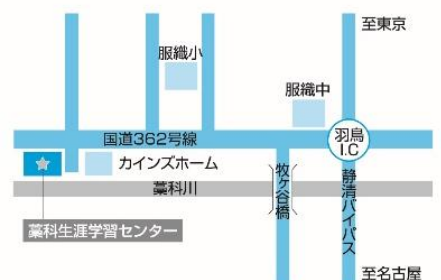 至東京
服織小
服織中
羽鳥
I.C
国道362号線
カインズホーム
牧ヶ谷橋
静清バイパス
藁科川
藁科生涯学習センター
至名古屋